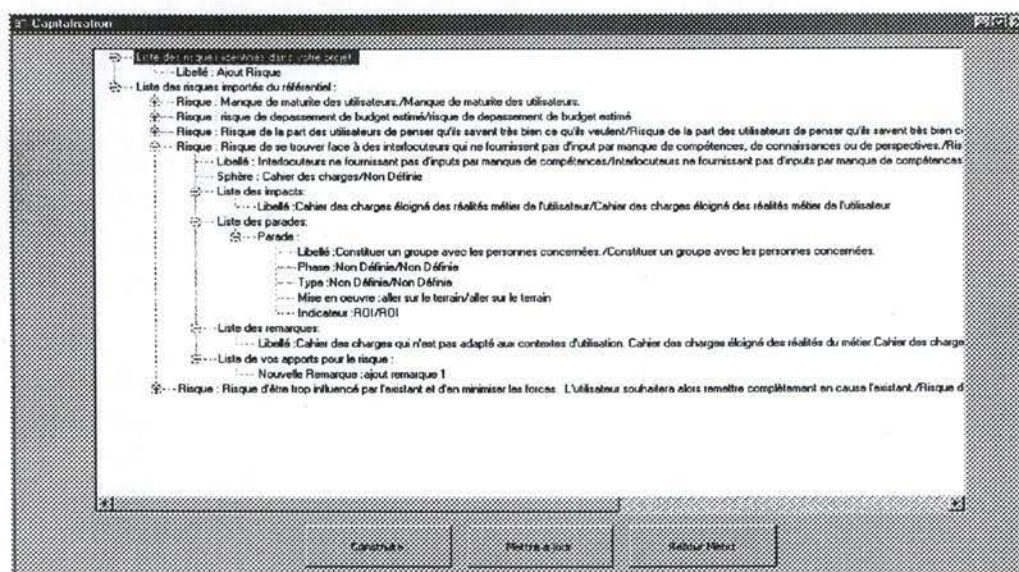 Capitalisation
Liste des risques identifiés dans votre projet
Libellé : Ajout Risque
Liste des risques importés du référentiel :
Risque : Manque de maturite des utilisateurs./Manque de maturite des utilisateurs.
Risque : risque de depassement de budget estimé/risque de depassement de budget estimé
Risque : Risque de la part des utilisateurs de penser qu'ils savent très bien ce qu'ils veulent/Risque de la part des utilisateurs de penser qu'ils savent très bien c
Risque : Risque de se trouver face à des interlocuteurs qui ne fournissent pas d'input par manque de compétences, de connaissances ou de perspectives./Ris
Libellé : Interlocuteurs ne fournissant pas d'inputs par manque de compétences/Interlocuteurs ne fournissant pas d'inputs par manque de compétences
Sphère : Cahier des charges/Non Définie
Liste des impacts:
Libellé :Cahier des charges éloigné des réalités métier de l'utilisateur/Cahier des charges éloigné des réalités métier de l'utilisateur
Liste des parades:
Parade :
Libellé :Constituer un groupe avec les personnes concernées./Constituer un groupe avec les personnes concernées.
Phase :Non Définie/Non Définie
Type :Non Définie/Non Définie
Mise en oeuvre :aller sur le terrain/aller sur le terrain
Indicateur :ROI/ROI
Liste des remarques:
Libellé :Cahier des charges qui n'est pas adapté aux contextes d'utilisation. Cahier des charges éloigné des réalités du métier.Cahier des charge
Liste de vos apports pour le risque :
Nouvelle Remarque :ajout remarque 1
Risque : Risque d'être trop influencé par l'existant et d'en minimiser les forces. L'utilisateur souhaitera alors remettre complètement en cause l'existant./Risque d
Construire
Mettre à jour
Retour Menu